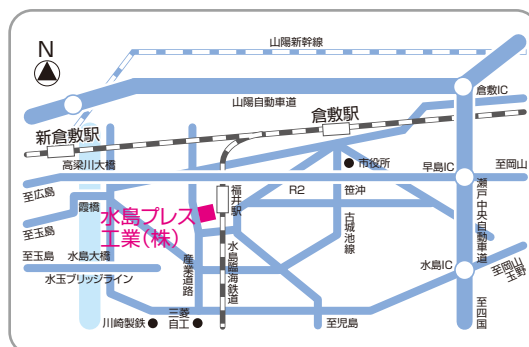 N
山陽新幹線
倉敷IC
山陽自動車道
倉敷駅
新倉敷駅
市役所
高梁川大橋
早島IC
至岡山
至広島
福井駅
R2
笹沖
霞橋
水島プレス
工業(株)
瀬戸中央自動車道
至玉島
古城池線
至玉島
水島大橋
産業道路
水島臨海鉄道
水島IC
至岡山
玉野
水玉ブリッジライン
川崎製鉄
三菱
自工
至児島
至四国